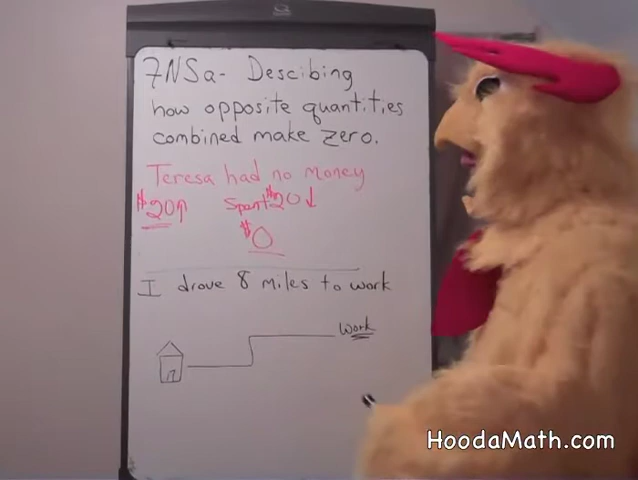 7NSa- Descibing
how opposite quantities
combined make zero.
Teresa had no money
$20↑ Spent $20↓
$0
I drove 8 miles to work
Work
HoodaMath.com